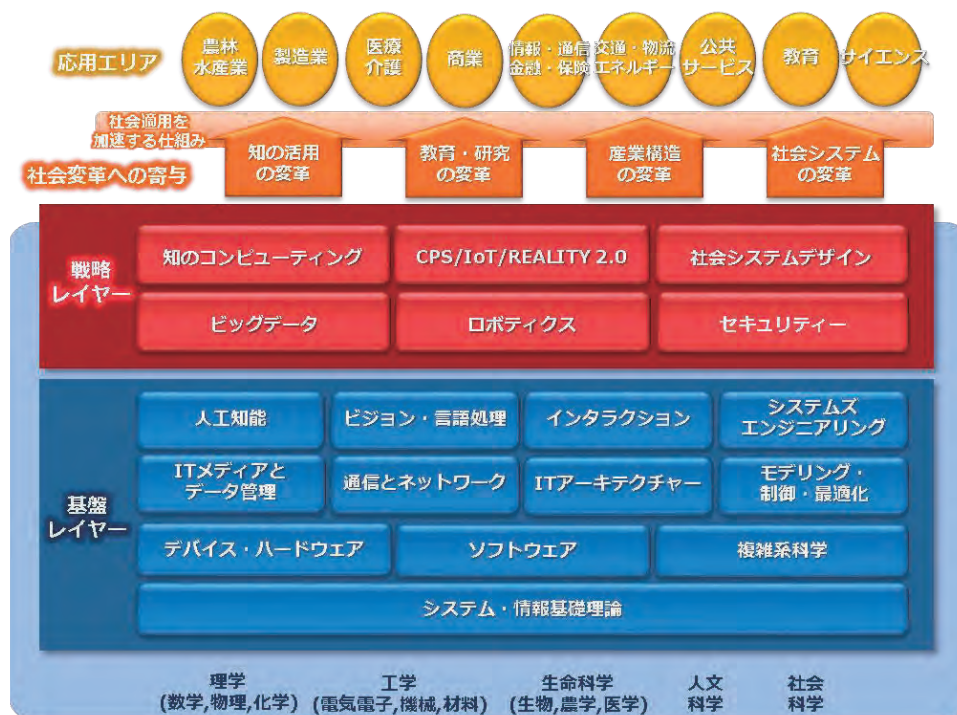 応用エリア
農林
水産業
製造業
医療
介護
商業
情報・通信
金融・保険
交通・物流
エネルギー
公共
サービス
教育
サイエンス
社会適用を
加速する仕組み
社会変革への寄与
知の活用
の変革
教育・研究
の変革
産業構造
の変革
社会システム
の変革
戦略
レイヤー
知のコンピューティング
CPS/IoT/REALITY 2.0
社会システムデザイン
ビッグデータ
ロボティクス
セキュリティー
基盤
レイヤー
人工知能
ビジョン・言語処理
インタラクション
システムズ
エンジニアリング
ITメディアと
データ管理
通信とネットワーク
ITアーキテクチャー
モデリング・
制御・最適化
デバイス・ハードウェア
ソフトウェア
複雑系科学
システム・情報基礎理論
理学
(数学,物理,化学)
工学
(電気電子,機械,材料)
生命科学
(生物,農学,医学)
人文
科学
社会
科学